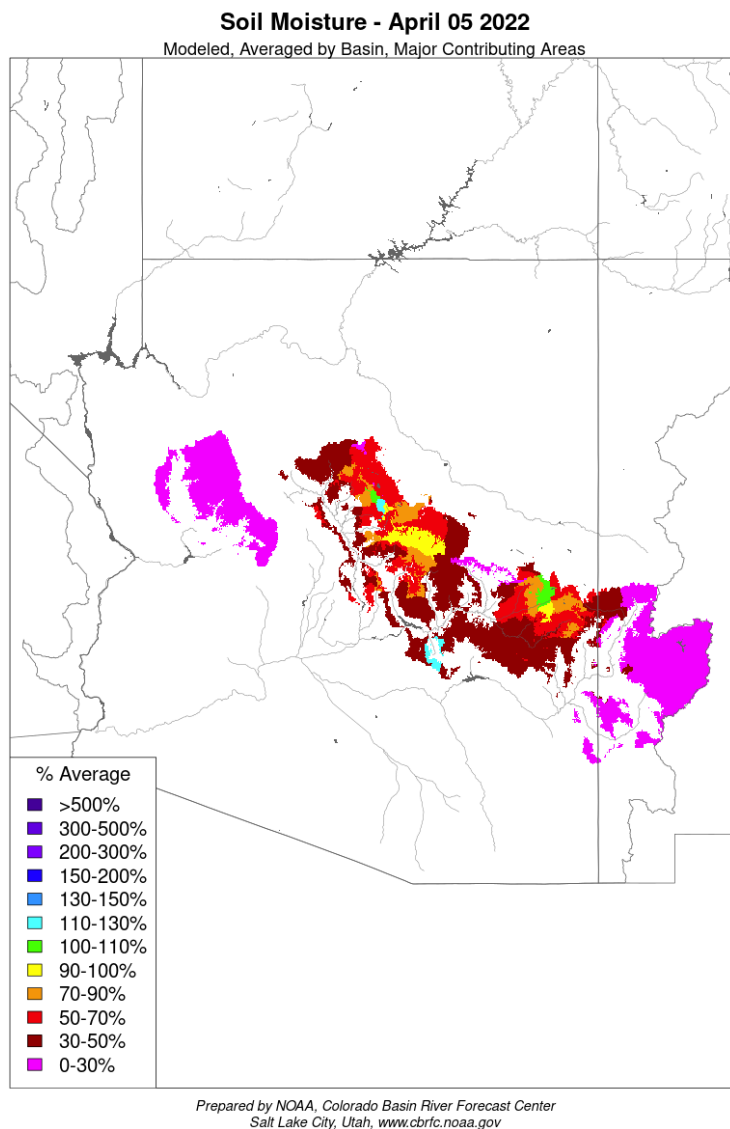 Soil Moisture - April 05 2022
Modeled, Averaged by Basin, Major Contributing Areas
% Average
>500%
300-500%
200-300%
150-200%
130-150%
110-130%
100-110%
90-100%
70-90%
50-70%
30-50%
0-30%
Prepared by NOAA, Colorado Basin River Forecast Center
Salt Lake City, Utah, www.cbrfc.noaa.gov